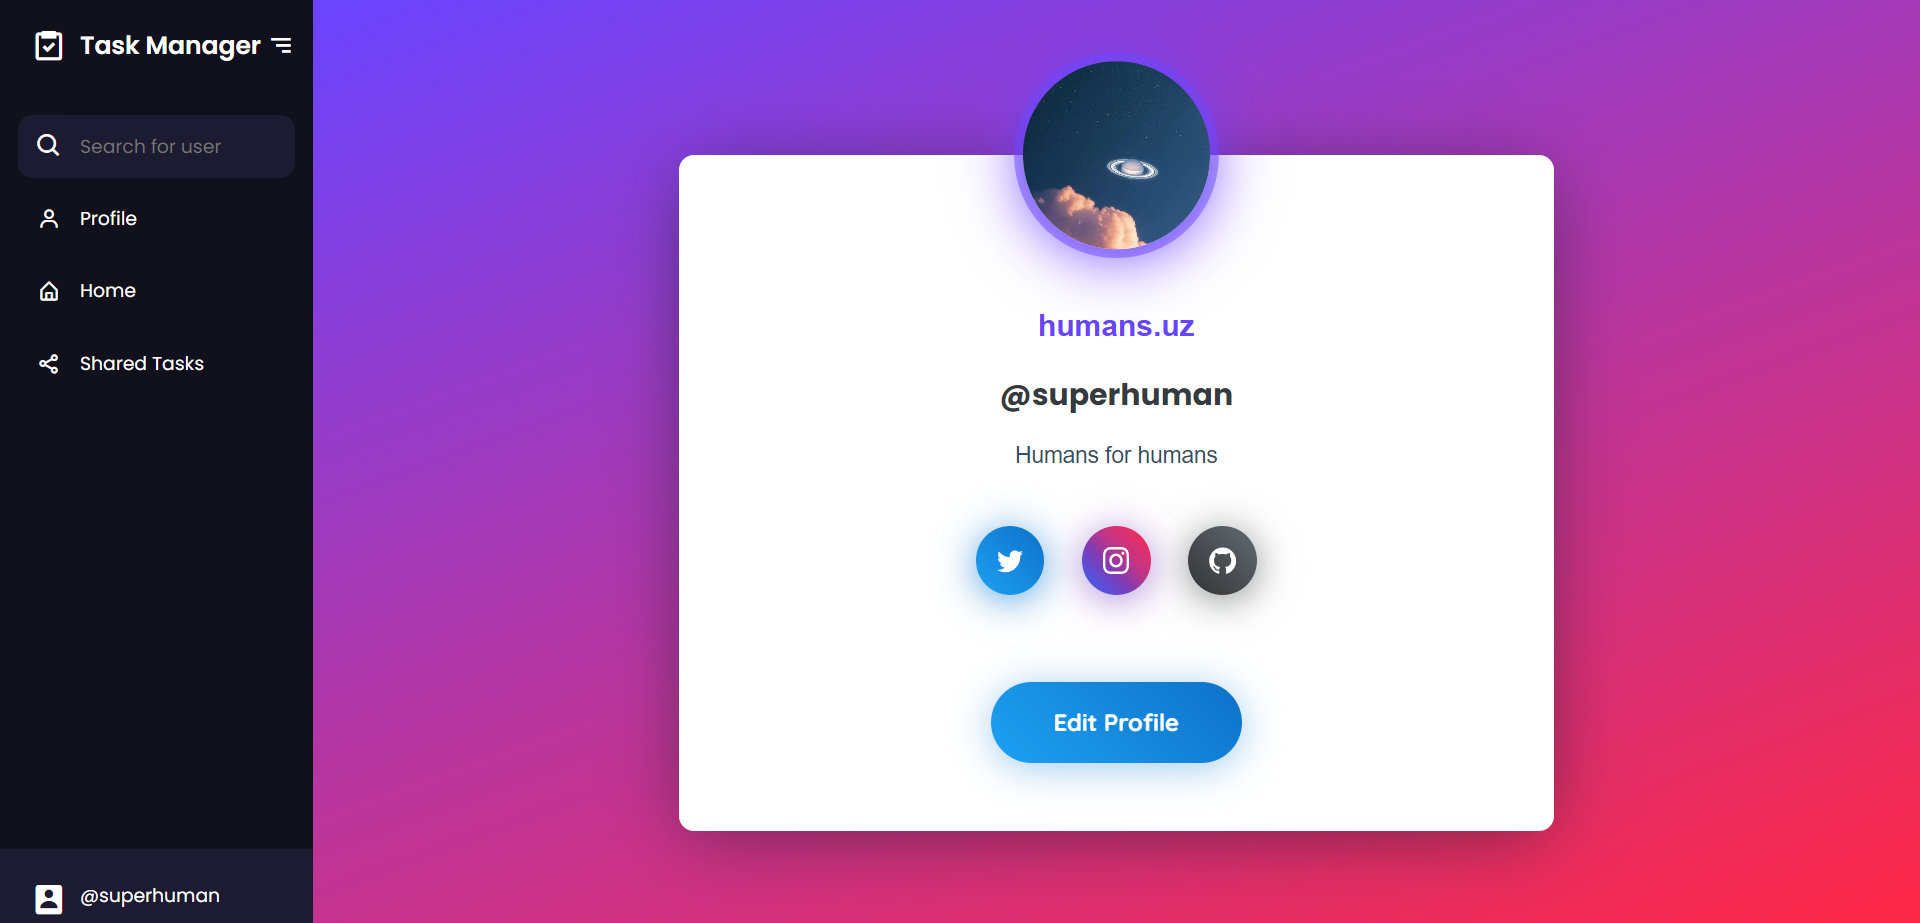 Task Manager
Search for user
Profile
Home
Shared Tasks
@superhuman
humans.uz
@superhuman
Humans for humans
Edit Profile